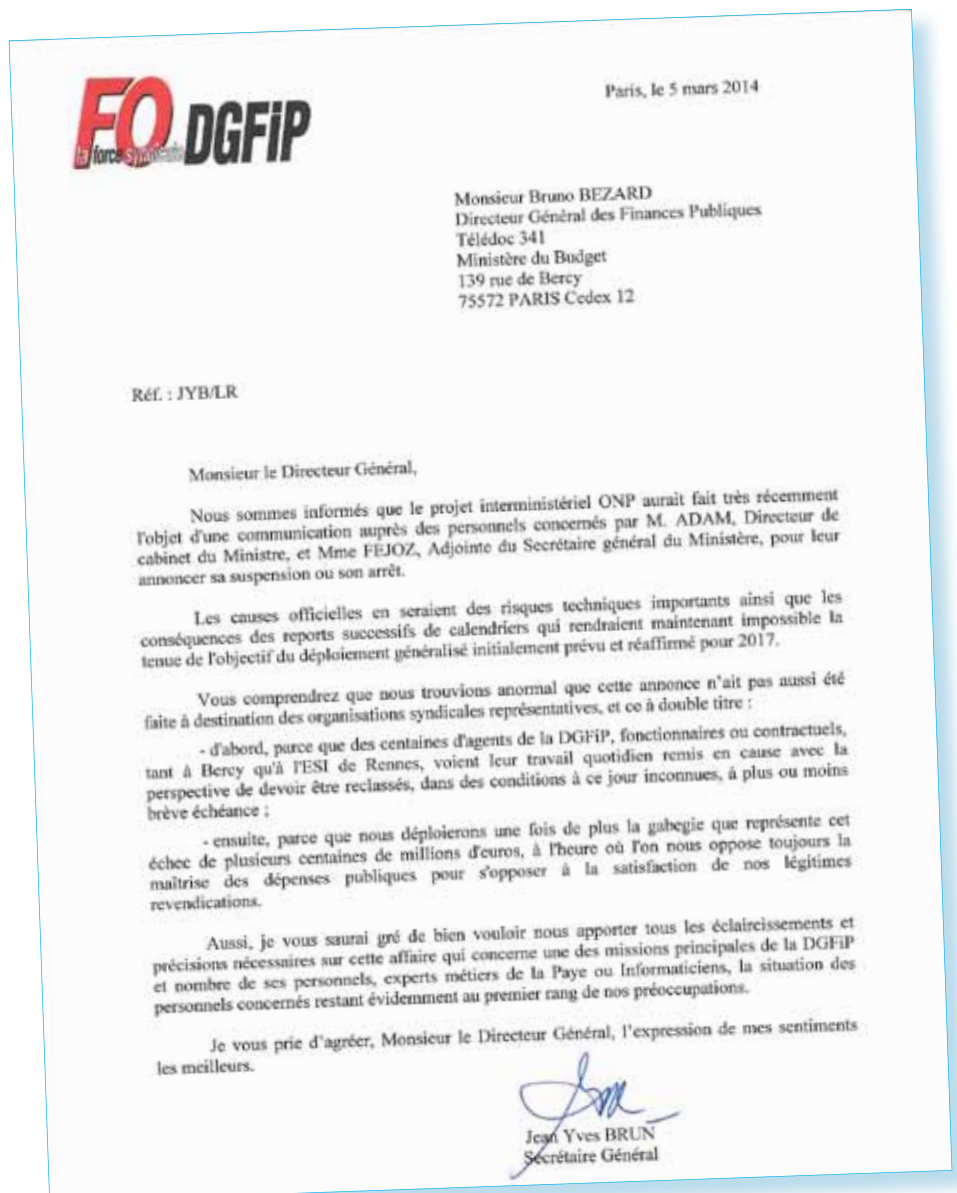 FO DGFiP
la force syndicale
Paris, le 5 mars 2014
Monsieur Bruno BEZARD
Directeur Général des Finances Publiques
Télédoc 341
Ministère du Budget
139 rue de Bercy
75572 PARIS Cedex 12
Réf. : JYB/LR
Monsieur le Directeur Général,
Nous sommes informés que le projet interministériel ONP aurait fait très récemment
l'objet d'une communication auprès des personnels concernés par M. ADAM, Directeur de
cabinet du Ministre, et Mme FEJOZ, Adjointe du Secrétaire général du Ministère, pour leur
annoncer sa suspension ou son arrêt.
Les causes officielles en seraient des risques techniques importants ainsi que les
conséquences des reports successifs de calendriers qui rendraient maintenant impossible la
tenue de l'objectif du déploiement généralisé initialement prévu et réaffirmé pour 2017.
Vous comprendrez que nous trouvions anormal que cette annonce n'ait pas aussi été
faite à destination des organisations syndicales représentatives, et ce à double titre :
- d'abord, parce que des centaines d'agents de la DGFiP, fonctionnaires ou contractuels,
tant à Bercy qu'à l'ESI de Rennes, voient leur travail quotidien remis en cause avec la
perspective de devoir être reclassés, dans des conditions à ce jour inconnues, à plus ou moins
brève échéance ;
- ensuite, parce que nous déploierons une fois de plus la gabegie que représente cet
échec de plusieurs centaines de millions d'euros, à l'heure où l'on nous oppose toujours la
maîtrise des dépenses publiques pour s'opposer à la satisfaction de nos légitimes
revendications.
Aussi, je vous saurai gré de bien vouloir nous apporter tous les éclaircissements et
précisions nécessaires sur cette affaire qui concerne une des missions principales de la DGFiP
et nombre de ses personnels, experts métiers de la Paye ou Informaticiens, la situation des
personnels concernés restant évidemment au premier rang de nos préoccupations.
Je vous prie d'agréer, Monsieur le Directeur Général, l'expression de mes sentiments
les meilleurs.
Jean Yves BRUN
Secrétaire Général